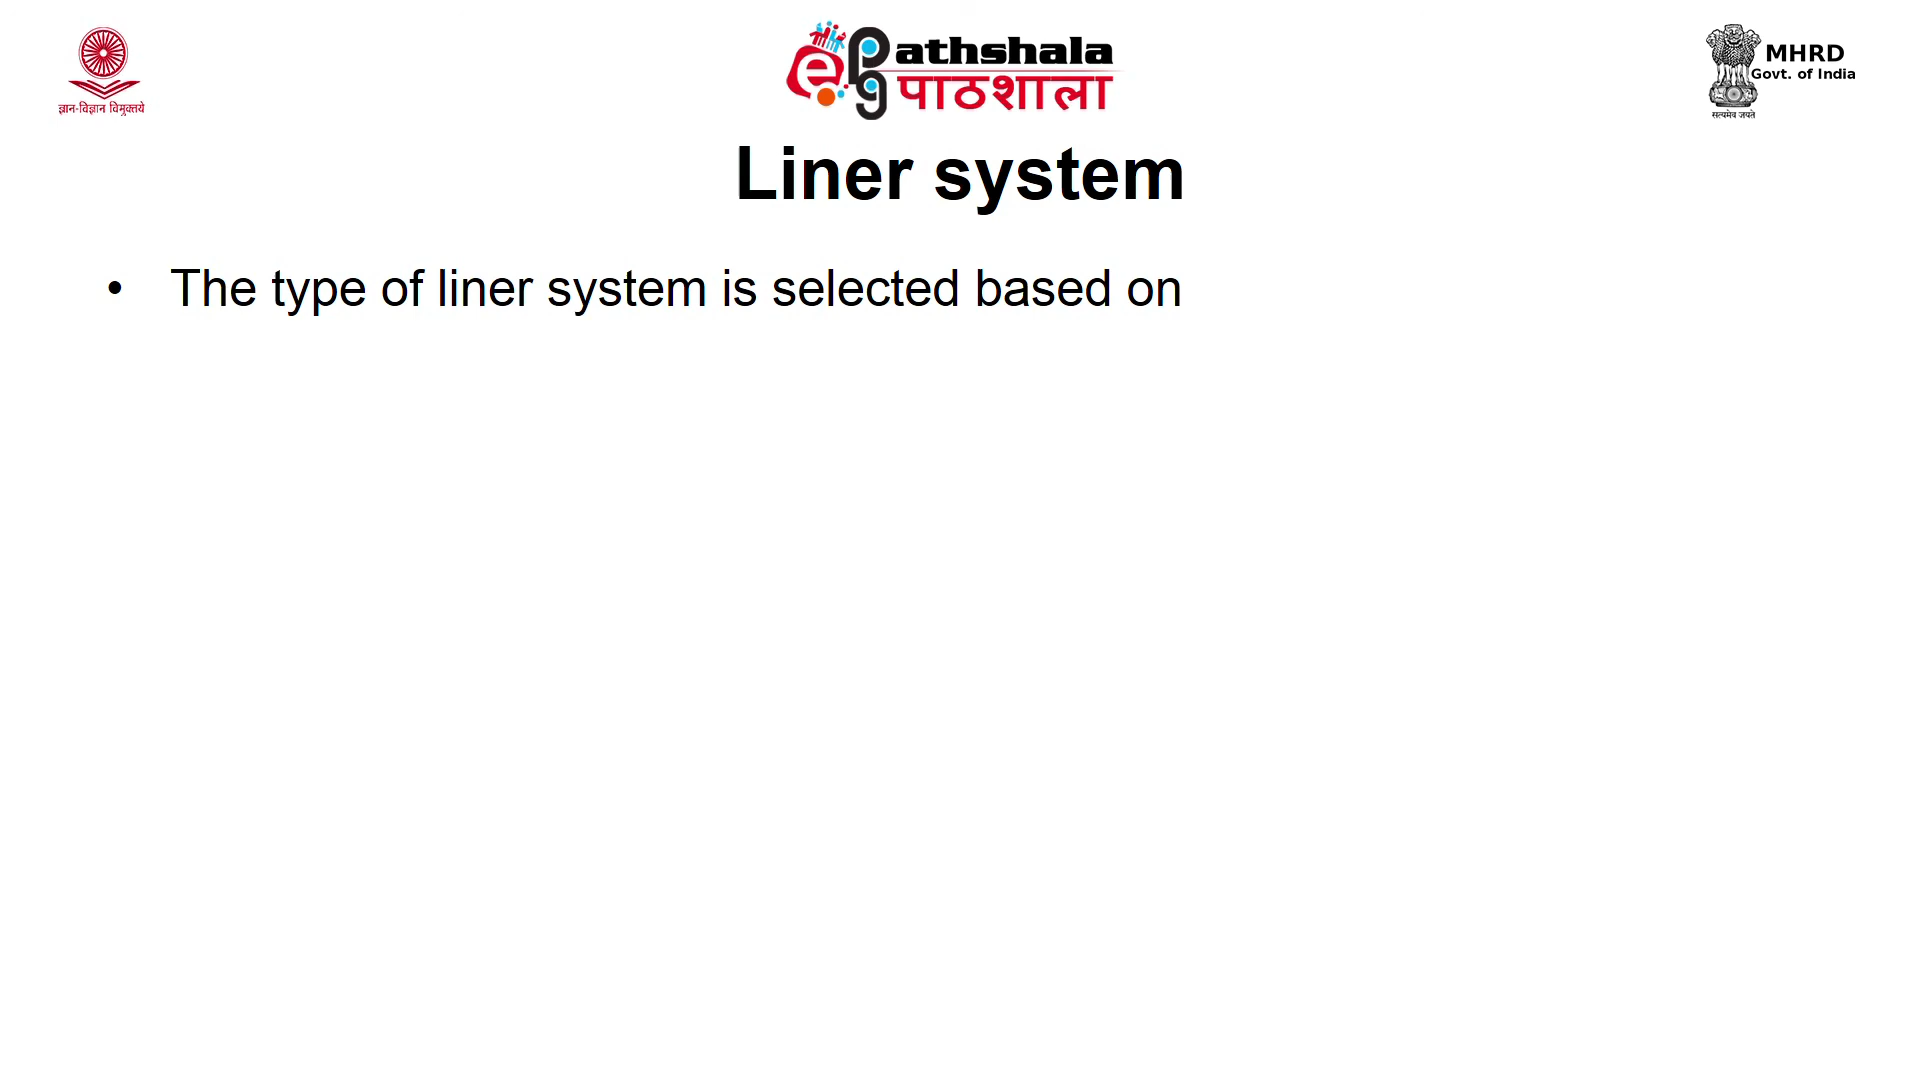 ज्ञान-विज्ञान विमुक्तये
ePGathshala
पाठशाला
MHRD
Govt. of India
सत्यमेव जयते
Liner system
• The type of liner system is selected based on